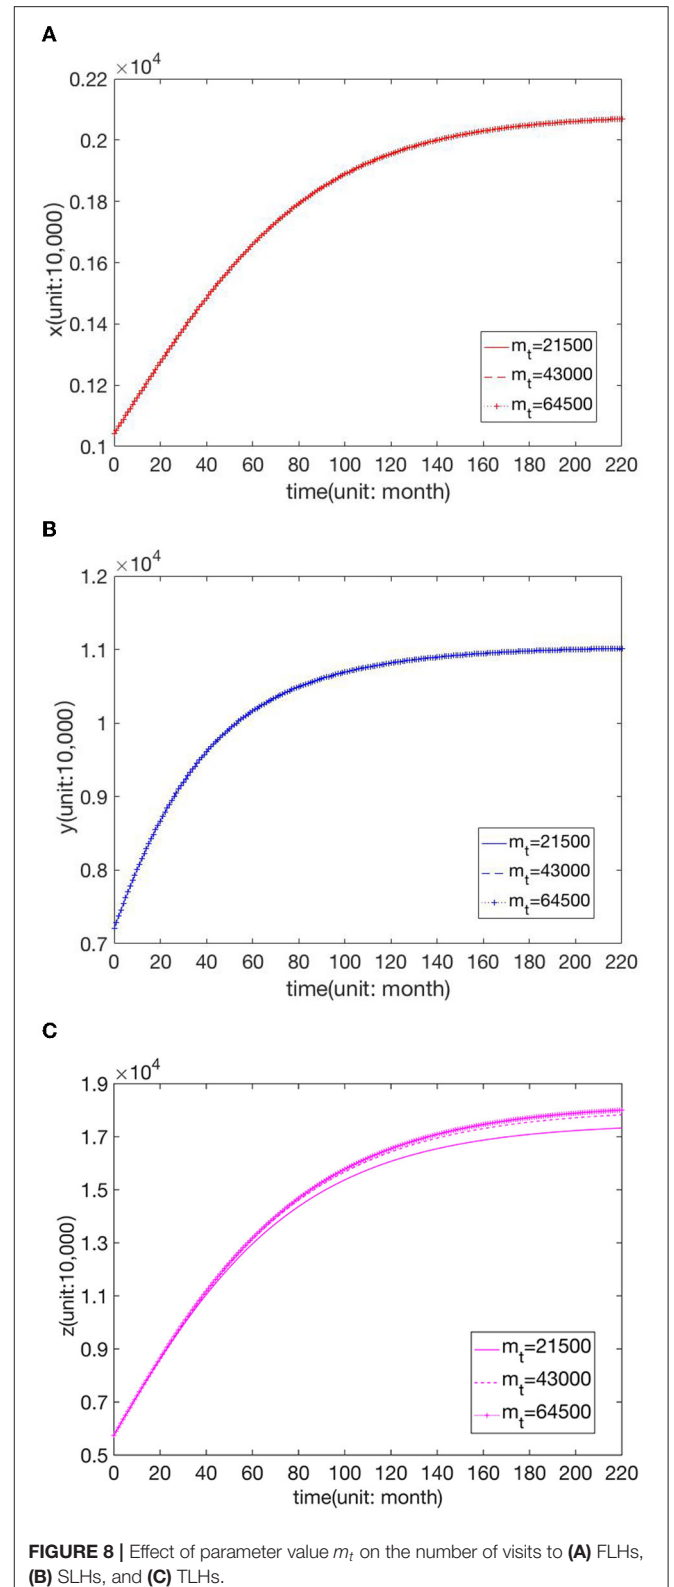 A
×10⁴
0.22
0.2
0.18
0.16
0.14
0.12
0.1
x(unit:10,000)
m_t=21500
m_t=43000
m_t=64500
0 20 40 60 80 100 120 140 160 180 200 220
time(unit: month)
B
×10⁴
1.2
1.1
1
0.9
0.8
0.7
y(unit:10,000)
m_t=21500
m_t=43000
m_t=64500
0 20 40 60 80 100 120 140 160 180 200 220
time(unit: month)
C
×10⁴
1.9
1.7
1.5
1.3
1.1
0.9
0.7
0.5
z(unit:10,000)
m_t=21500
m_t=43000
m_t=64500
0 20 40 60 80 100 120 140 160 180 200 220
time(unit: month)
FIGURE 8 | Effect of parameter value m_t on the number of visits to (A) FLHs,
(B) SLHs, and (C) TLHs.